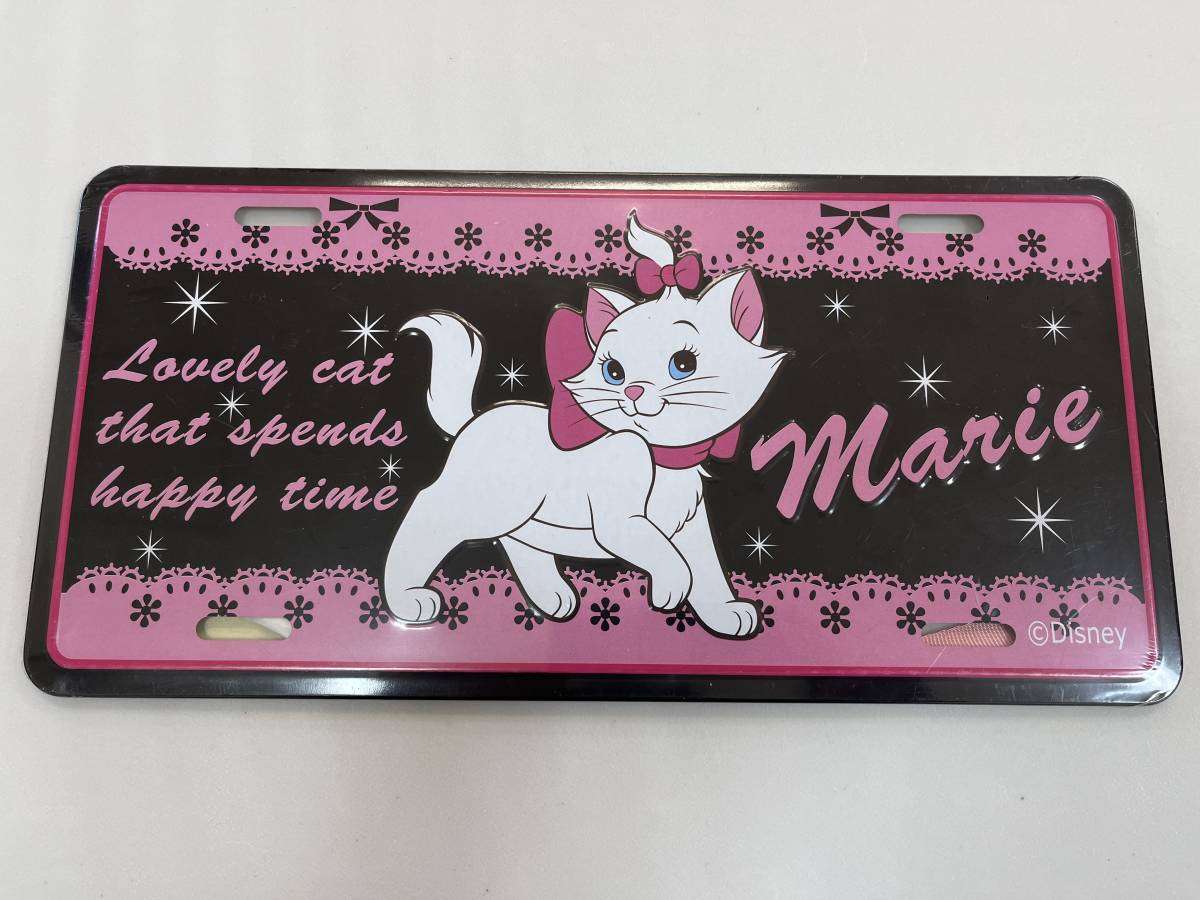 Lovely cat
that spends
happy time
Marie
©Disney